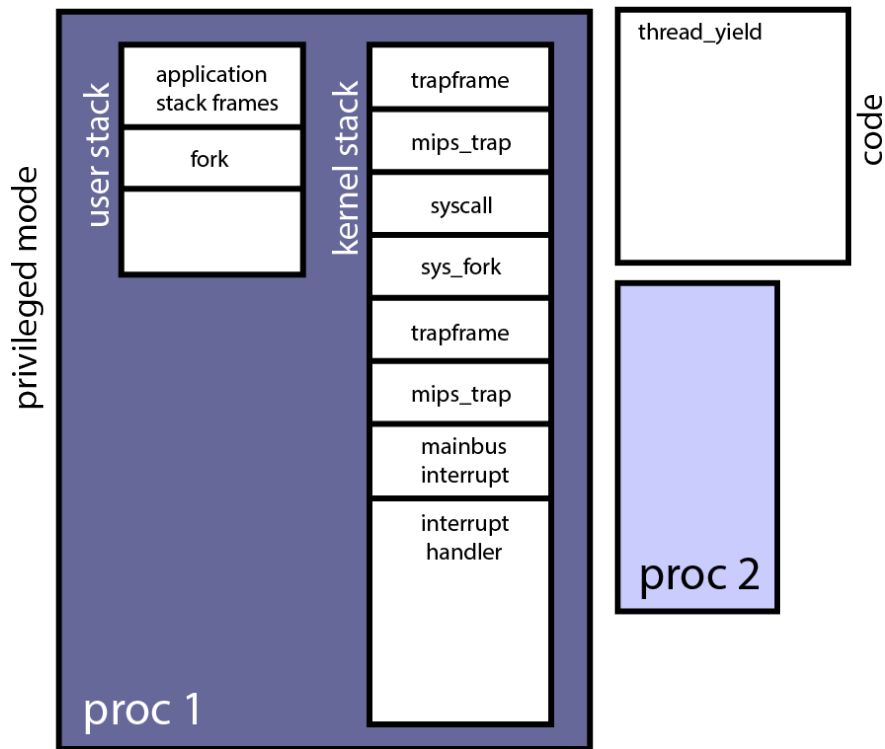 privileged mode
user stack
application
stack frames
fork
kernel stack
trapframe
mips_trap
syscall
sys_fork
trapframe
mips_trap
mainbus
interrupt
interrupt
handler
proc 1
thread_yield
code
proc 2